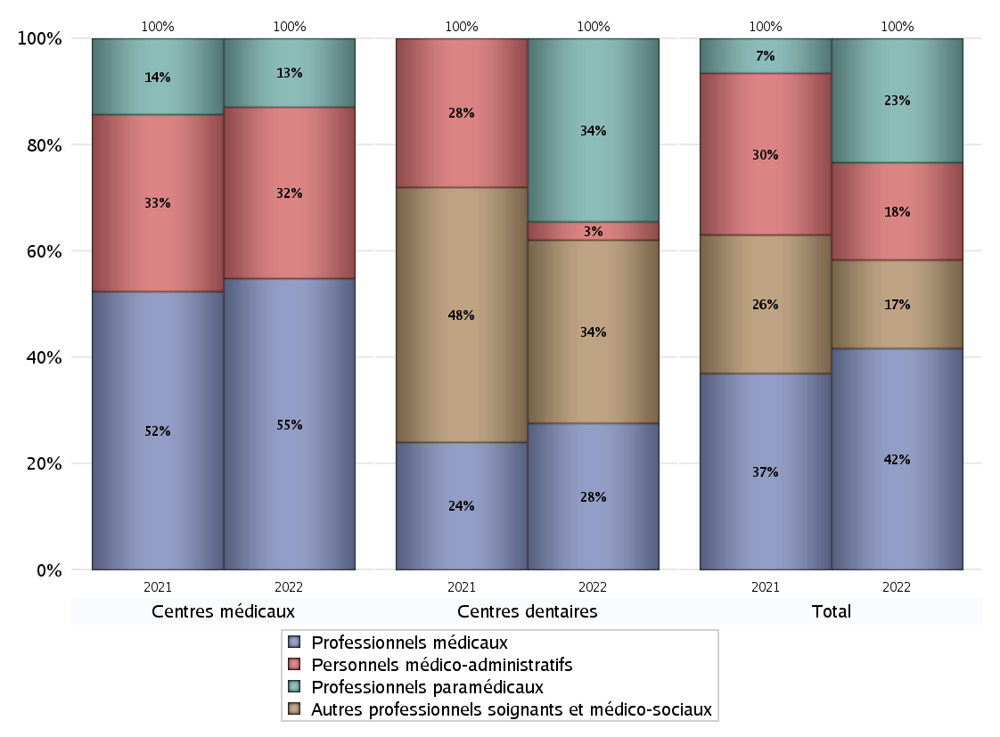 100% 100% 100% 100% 100% 100%
100%
14% 13% 28% 34% 7% 23%
80%
33% 32% 3% 30% 18%
60%
48% 34% 26% 17%
40%
52% 55% 24% 28% 37% 42%
20%
0%
2021 2022 2021 2022 2021 2022
Centres médicaux Centres dentaires Total
Professionnels médicaux
Personnels médico-administratifs
Professionnels paramédicaux
Autres professionnels soignants et médico-sociaux